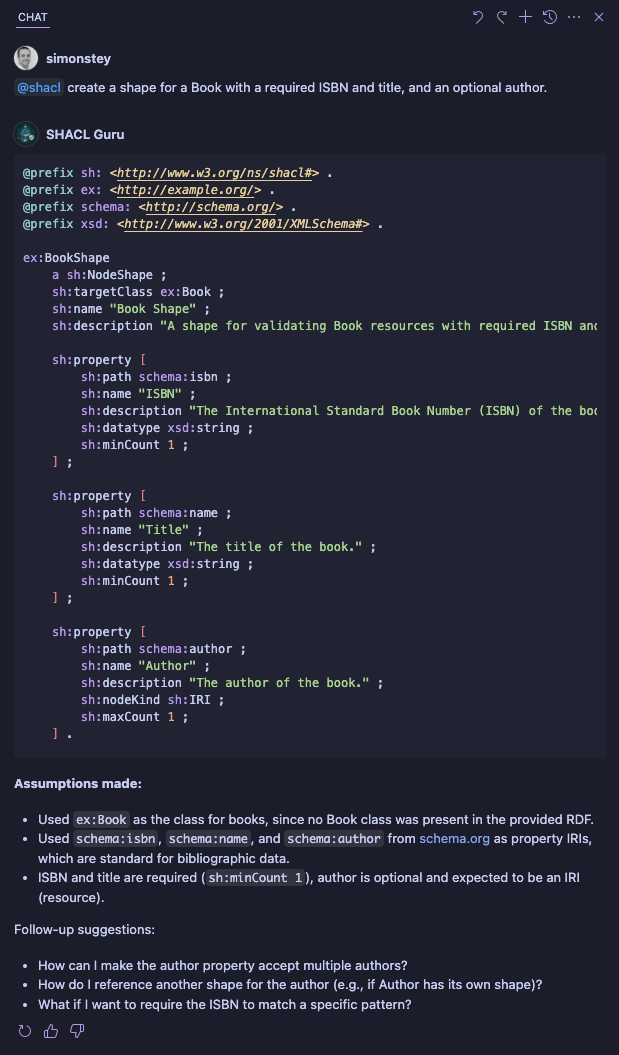 CHAT
simonstey
@shacl create a shape for a Book with a required ISBN and title, and an optional author.
SHACL Guru
@prefix sh: <http://www.w3.org/ns/shacl#> .
@prefix ex: <http://example.org/> .
@prefix schema: <http://schema.org/> .
@prefix xsd: <http://www.w3.org/2001/XMLSchema#> .
ex:BookShape
    a sh:NodeShape ;
    sh:targetClass ex:Book ;
    sh:name "Book Shape" ;
    sh:description "A shape for validating Book resources with required ISBN and
    sh:property [
        sh:path schema:isbn ;
        sh:name "ISBN" ;
        sh:description "The International Standard Book Number (ISBN) of the boo
        sh:datatype xsd:string ;
        sh:minCount 1 ;
    ] ;
    sh:property [
        sh:path schema:name ;
        sh:name "Title" ;
        sh:description "The title of the book." ;
        sh:datatype xsd:string ;
        sh:minCount 1 ;
    ] ;
    sh:property [
        sh:path schema:author ;
        sh:name "Author" ;
        sh:description "The author of the book." ;
        sh:nodeKind sh:IRI ;
        sh:maxCount 1 ;
    ] .
Assumptions made:
• Used ex:Book as the class for books, since no Book class was present in the provided RDF.
• Used schema:isbn, schema:name, and schema:author from schema.org as property IRIs,
which are standard for bibliographic data.
• ISBN and title are required (sh:minCount 1), author is optional and expected to be an IRI
(resource).
Follow-up suggestions:
• How can I make the author property accept multiple authors?
• How do I reference another shape for the author (e.g., if Author has its own shape)?
• What if I want to require the ISBN to match a specific pattern?